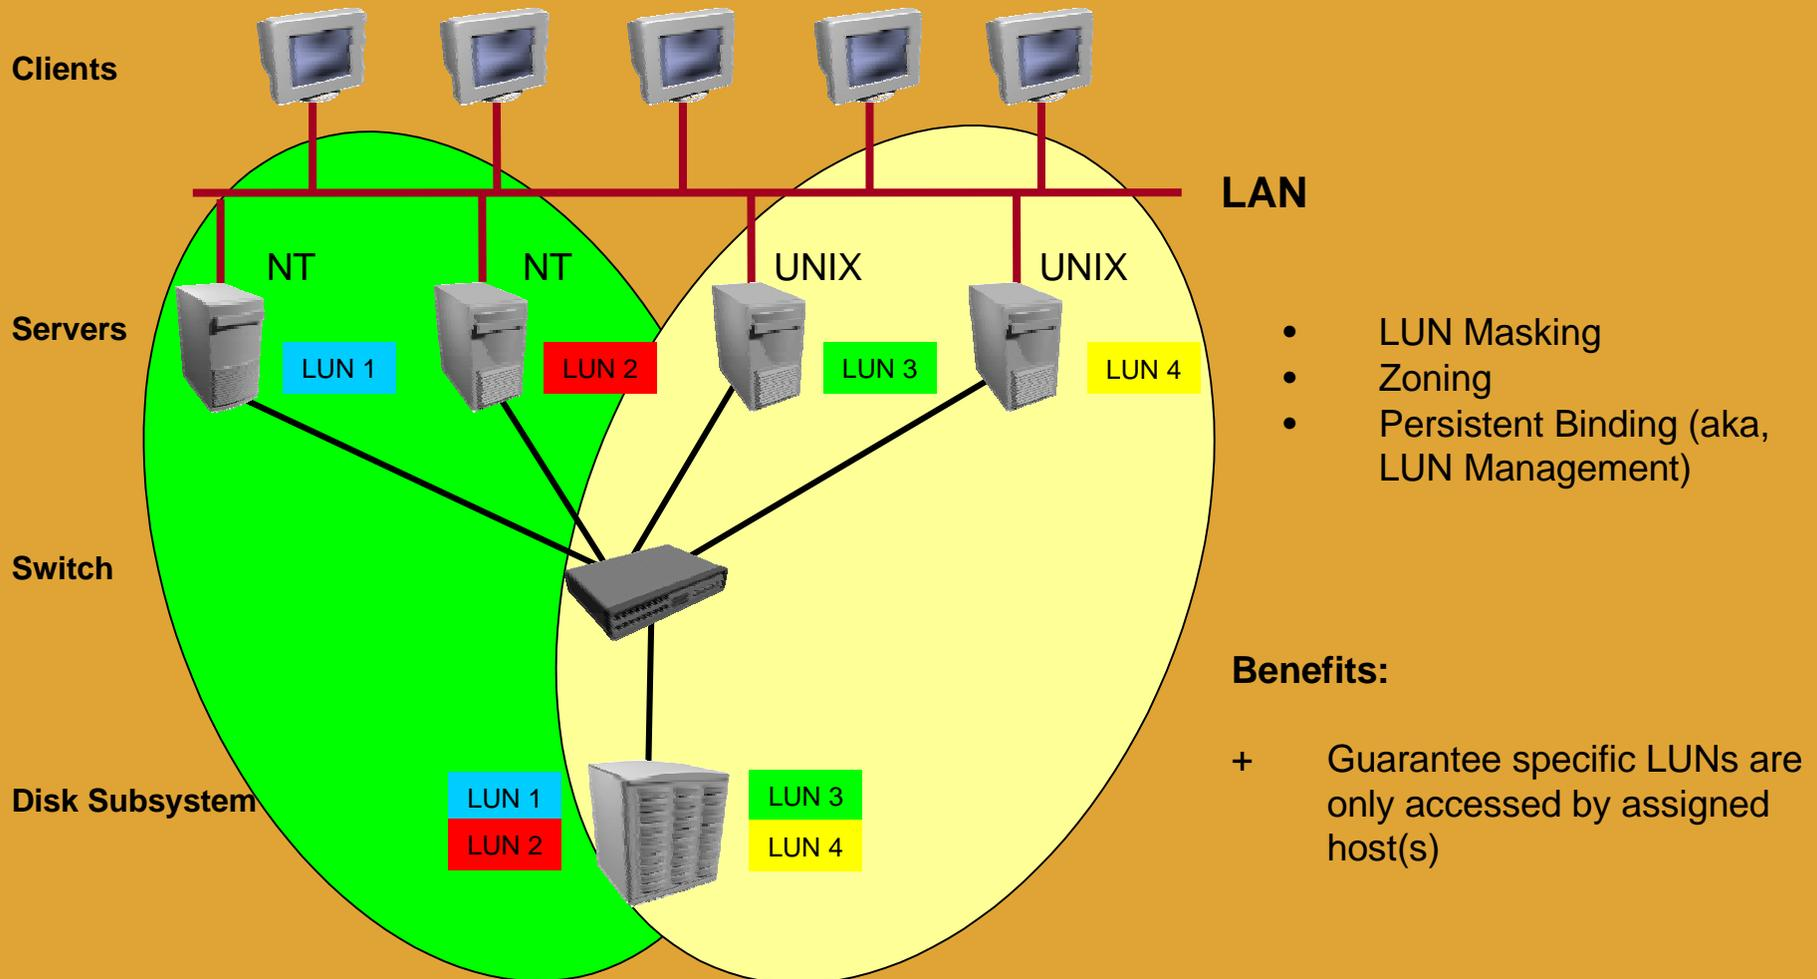 Clients
LAN
NT
NT
UNIX
UNIX
Servers
LUN 1
LUN 2
LUN 3
LUN 4
• LUN Masking
• Zoning
• Persistent Binding (aka,
LUN Management)
Switch
Benefits:
+ Guarantee specific LUNs are
only accessed by assigned
host(s)
Disk Subsystem
LUN 1
LUN 2
LUN 3
LUN 4